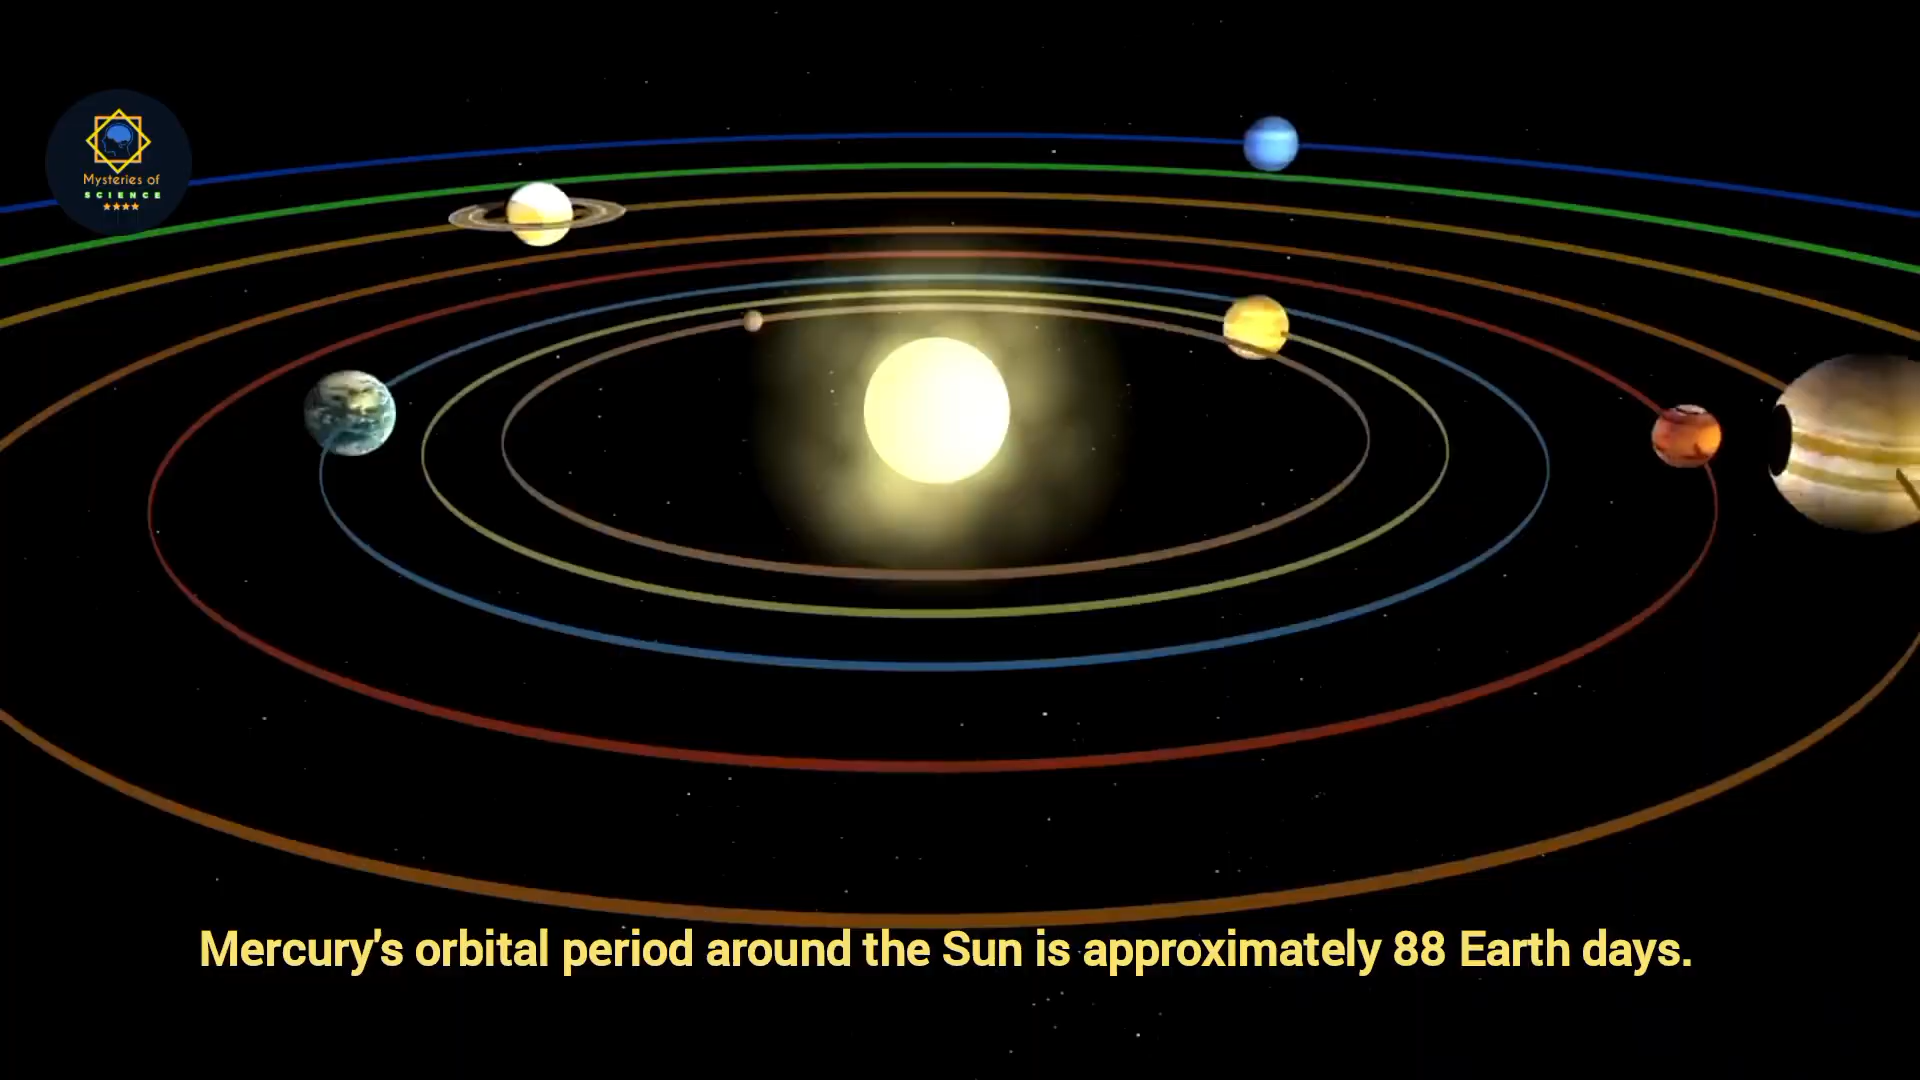 Mysteries of
SCIENCE
Mercury's orbital period around the Sun is approximately 88 Earth days.